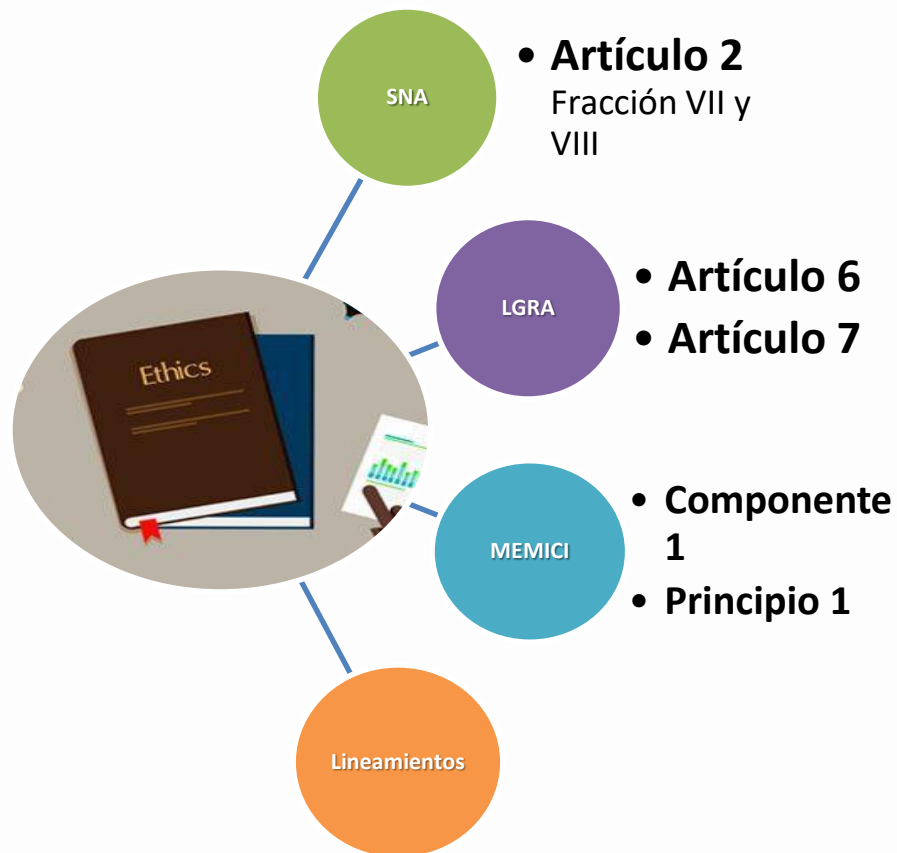 SNA
• Artículo 2
Fracción VII y
VIII
LGRA
• Artículo 6
• Artículo 7
Ethics
MEMICI
• Componente
1
• Principio 1
Lineamientos